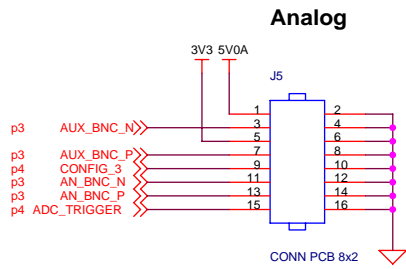 Analog
3V3 5V0A
J5
1 2
p3 AUX_BNC_N 3 4
5 6
p3 AUX_BNC_P 7 8
p4 CONFIG_3 9 10
p3 AN_BNC_N 11 12
p3 AN_BNC_P 13 14
p4 ADC_TRIGGER 15 16
CONN PCB 8x2